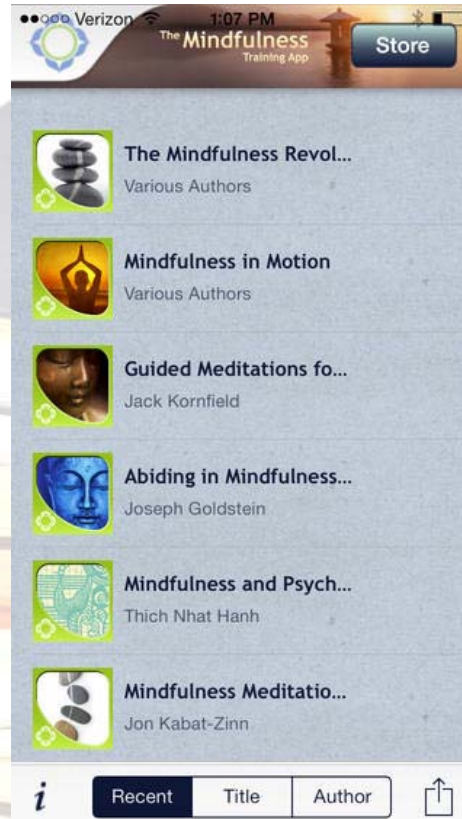 Verizon 1:07 PM
The Mindfulness
Training App
Store
The Mindfulness Revol...
Various Authors
Mindfulness in Motion
Various Authors
Guided Meditations fo...
Jack Kornfield
Abiding in Mindfulness...
Joseph Goldstein
Mindfulness and Psych...
Thich Nhat Hanh
Mindfulness Meditatio...
Jon Kabat-Zinn
i Recent Title Author